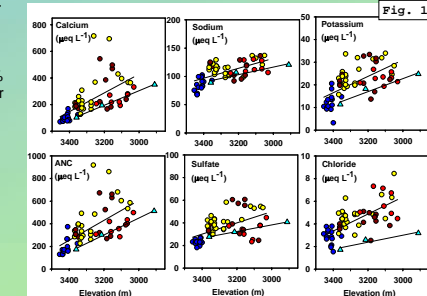 Fig. 1
Calcium
(μeq L-1)
800
600
400
200
0
3400 3200 3000
Sodium
(μeq L-1)
200
150
100
50
0
3400 3200 3000
Potassium
(μeq L-1)
50
40
30
20
10
0
3400 3200 3000
ANC
(μeq L-1)
1000
800
600
400
200
0
3400 3200 3000
Elevation (m)
Sulfate
(μeq L-1)
100
80
60
40
20
0
3400 3200 3000
Elevation (m)
Chloride
(μeq L-1)
10
8
6
4
2
0
3400 3200 3000
Elevation (m)